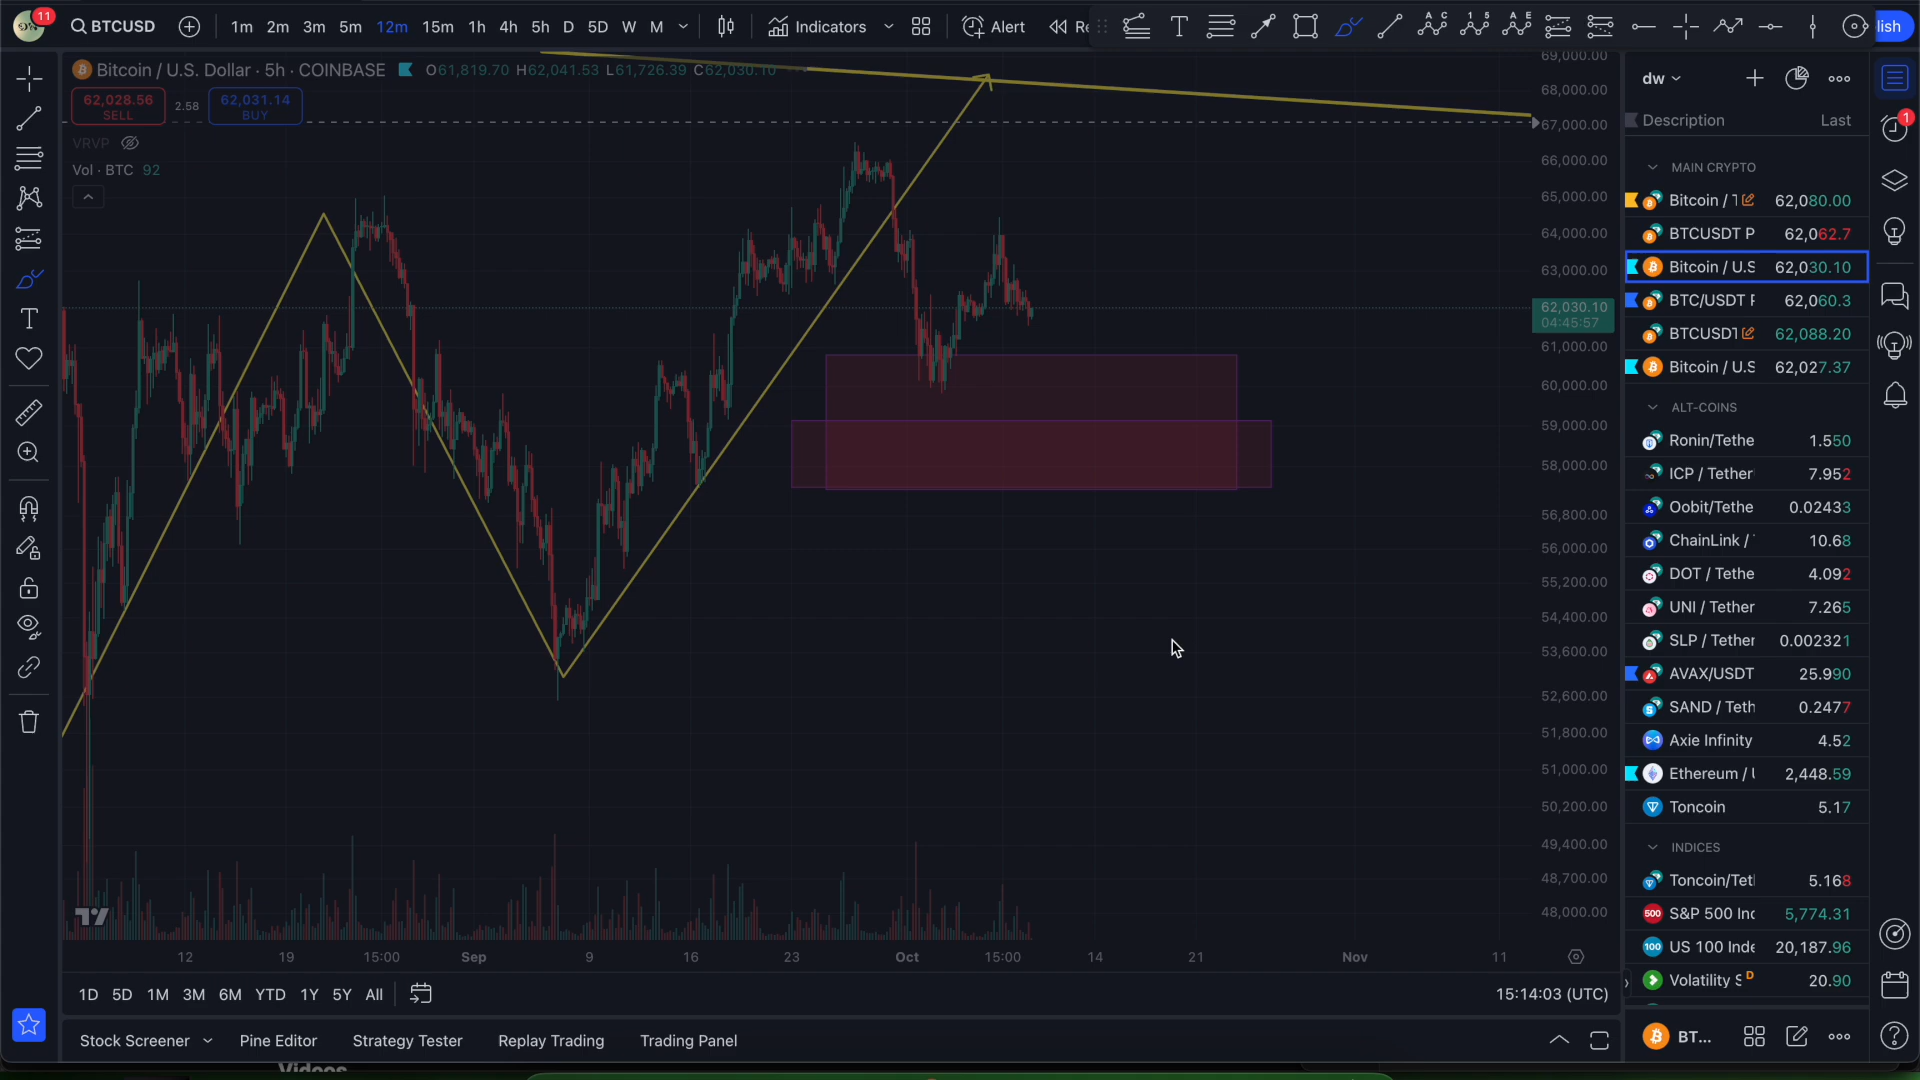 11
BTCUSD
1m 2m 3m 5m 12m 15m 1h 4h 5h D 5D W M
Indicators
Alert
Re
lish
Bitcoin / U.S. Dollar · 5h · COINBASE O61,819.70 H62,041.53 L61,726.39 C62,030.10
62,028.56
SELL
2.58
62,031.14
BUY
VRVP
Vol · BTC 92
69,000.00
68,000.00
67,000.00
66,000.00
65,000.00
64,000.00
63,000.00
62,030.10
04:45:57
61,000.00
60,000.00
59,000.00
58,000.00
56,800.00
56,000.00
55,200.00
54,400.00
53,600.00
52,600.00
51,800.00
51,000.00
50,200.00
49,400.00
48,700.00
48,000.00
12 19 15:00 Sep 9 16 23 Oct 15:00 14 21 Nov 11
1D 5D 1M 3M 6M YTD 1Y 5Y All
15:14:03 (UTC)
Stock Screener
Pine Editor
Strategy Tester
Replay Trading
Trading Panel
Videos
dw
Description Last
MAIN CRYPTO
Bitcoin / T 62,080.00
BTCUSDT P 62,062.7
Bitcoin / U.S 62,030.10
BTC/USDT F 62,060.3
BTCUSDT 62,088.20
Bitcoin / U.S 62,027.37
ALT-COINS
Ronin/Tethe 1.550
ICP / Tether 7.952
Oobit/Tethe 0.02433
ChainLink / 10.68
DOT / Tethe 4.092
UNI / Tether 7.265
SLP / Tether 0.002321
AVAX/USDT 25.990
SAND / Teth 0.2477
Axie Infinity 4.52
Ethereum / U 2,448.59
Toncoin 5.17
INDICES
Toncoin/Tet 5.168
500 S&P 500 Ind 5,774.31
100 US 100 Inde 20,187.96
Volatility S D 20.90
BT...
1